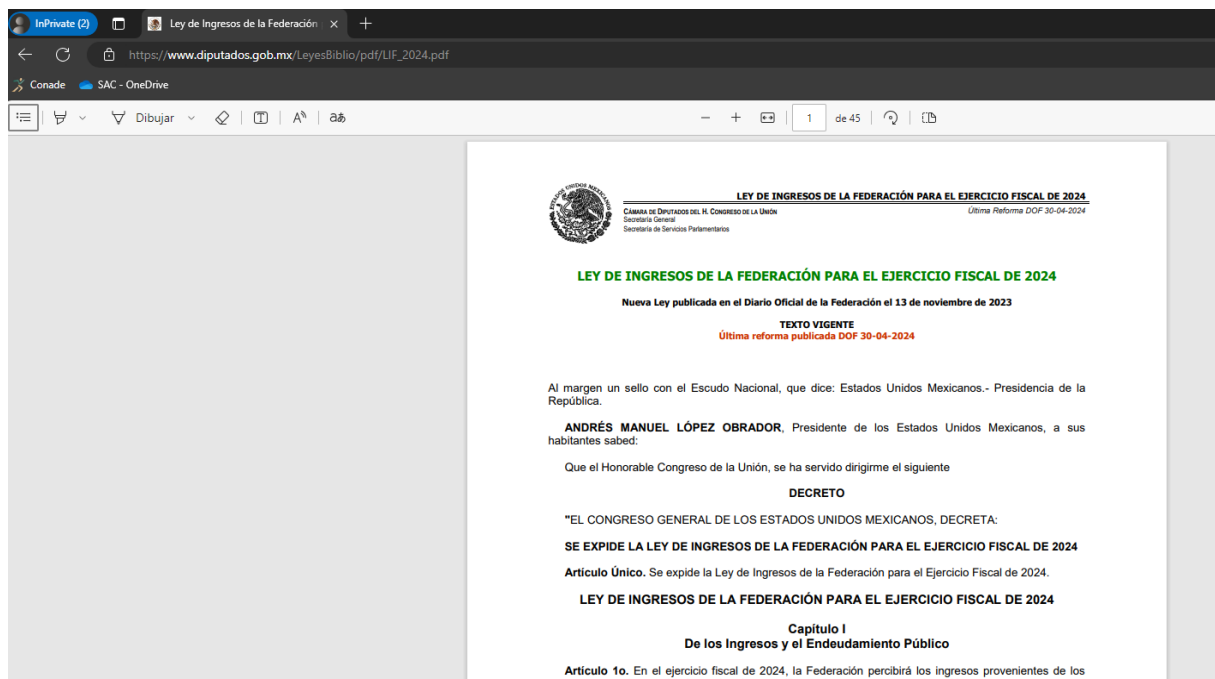 InPrivate (2)
Ley de Ingresos de la Federación
https://www.diputados.gob.mx/LeyesBiblio/pdf/LIF_2024.pdf
Conade SAC - OneDrive
Dibujar
1 de 45
ESTADOS UNIDOS MEXICANOS
LEY DE INGRESOS DE LA FEDERACIÓN PARA EL EJERCICIO FISCAL DE 2024
CÁMARA DE DIPUTADOS DEL H. CONGRESO DE LA UNIÓN Última Reforma DOF 30-04-2024
Secretaría General
Secretaría de Servicios Parlamentarios
LEY DE INGRESOS DE LA FEDERACIÓN PARA EL EJERCICIO FISCAL DE 2024
Nueva Ley publicada en el Diario Oficial de la Federación el 13 de noviembre de 2023
TEXTO VIGENTE
Última reforma publicada DOF 30-04-2024
Al margen un sello con el Escudo Nacional, que dice: Estados Unidos Mexicanos.- Presidencia de la
República.
ANDRÉS MANUEL LÓPEZ OBRADOR, Presidente de los Estados Unidos Mexicanos, a sus
habitantes sabed:
Que el Honorable Congreso de la Unión, se ha servido dirigirme el siguiente
DECRETO
"EL CONGRESO GENERAL DE LOS ESTADOS UNIDOS MEXICANOS, DECRETA:
SE EXPIDE LA LEY DE INGRESOS DE LA FEDERACIÓN PARA EL EJERCICIO FISCAL DE 2024
Artículo Único. Se expide la Ley de Ingresos de la Federación para el Ejercicio Fiscal de 2024.
LEY DE INGRESOS DE LA FEDERACIÓN PARA EL EJERCICIO FISCAL DE 2024
Capítulo I
De los Ingresos y el Endeudamiento Público
Artículo 1o. En el ejercicio fiscal de 2024, la Federación percibirá los ingresos provenientes de los